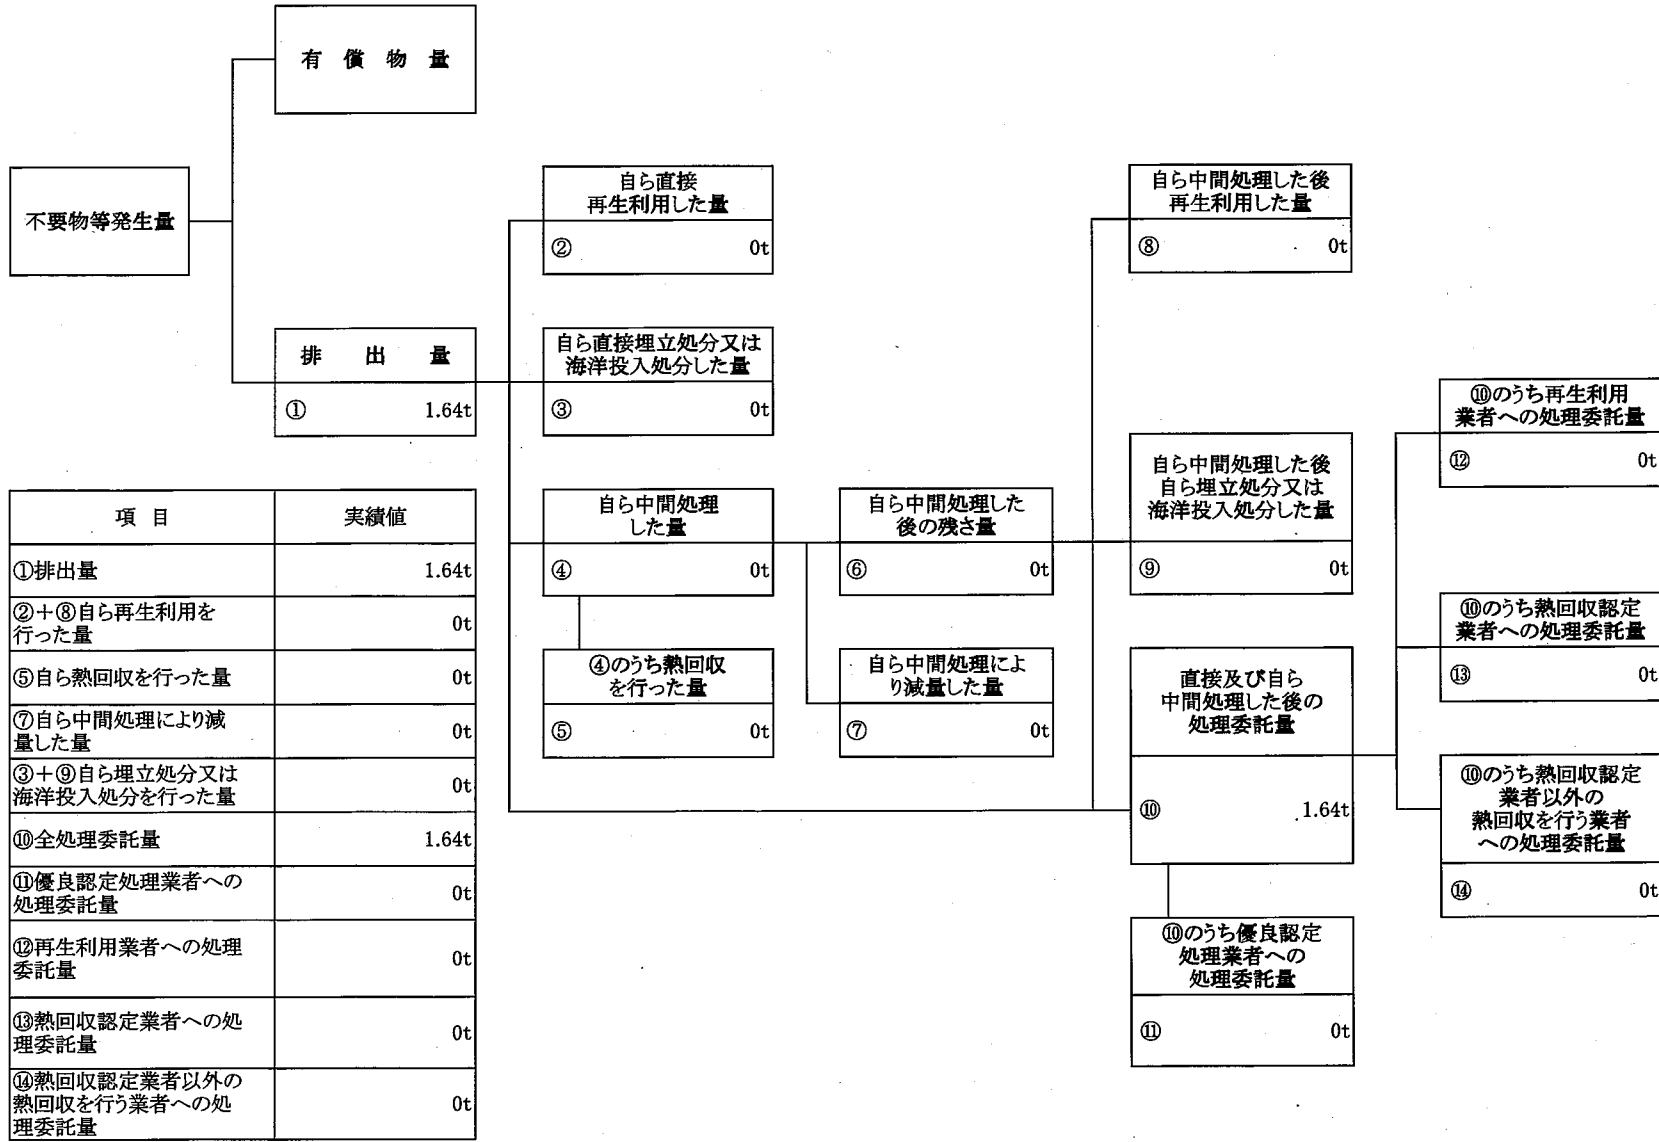 有償物量
不要物等発生量
排出量
① 1.64t
自ら直接
再生利用した量
② 0t
自ら直接埋立処分又は
海洋投入処分した量
③ 0t
自ら中間処理
した量
④ 0t
④のうち熱回収
を行った量
⑤ 0t
自ら中間処理した
後の残さ量
⑥ 0t
自ら中間処理によ
り減量した量
⑦ 0t
自ら中間処理した後
再生利用した量
⑧ 0t
自ら中間処理した後
自ら埋立処分又は
海洋投入処分した量
⑨ 0t
直接及び自ら
中間処理した後の
処理委託量
⑩ 1.64t
⑩のうち優良認定
処理業者への
処理委託量
⑪ 0t
⑩のうち再生利用
業者への処理委託量
⑫ 0t
⑩のうち熱回収認定
業者への処理委託量
⑬ 0t
⑩のうち熱回収認定
業者以外の
熱回収を行う業者
への処理委託量
⑭ 0t
項目 実績値
①排出量 1.64t
②＋⑧自ら再生利用を
行った量 0t
⑤自ら熱回収を行った量 0t
⑦自ら中間処理により減
量した量 0t
③＋⑨自ら埋立処分又は
海洋投入処分を行った量 0t
⑩全処理委託量 1.64t
⑪優良認定処理業者への
処理委託量 0t
⑫再生利用業者への処理
委託量 0t
⑬熱回収認定業者への処
理委託量 0t
⑭熱回収認定業者以外の
熱回収を行う業者への処
理委託量 0t